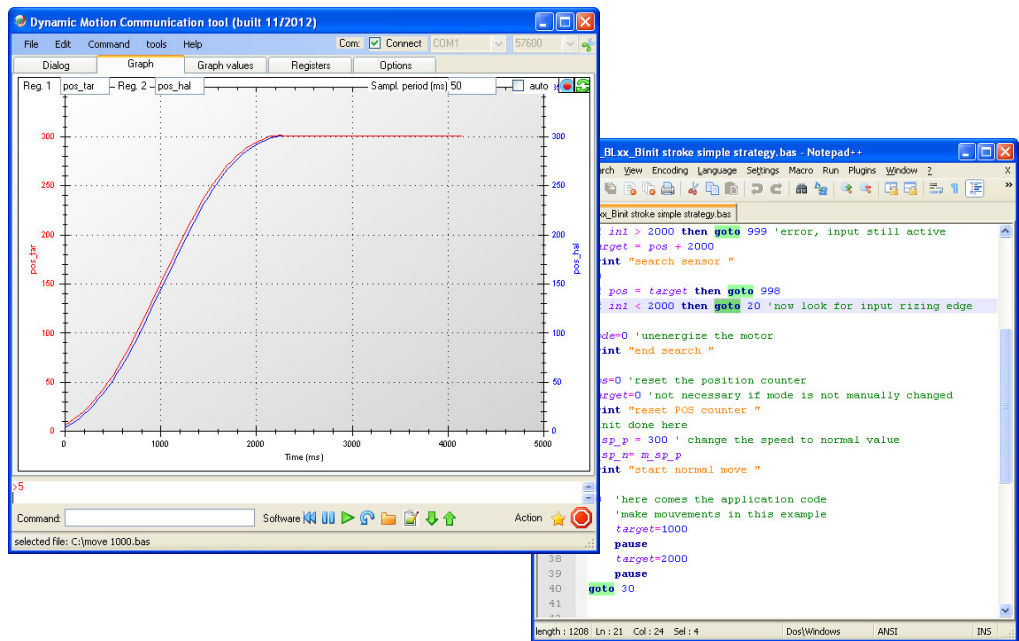 Dynamic Motion Communication tool (built 11/2012)
File Edit Command tools Help Com: Connect COM1 57600
Dialog Graph Graph values Registers Options
Reg. 1 pos_tar Reg. 2 pos_hal Sampl. period (ms) 50 auto
300 300
250 250
200 200
pos_tar pos_hal
150 150
100 100
50 50
0 0
0 1000 2000 3000 4000 5000
Time (ms)
>5
Command: Software Action
selected file: C:\move 1000.bas
_BLxx_Binit stroke simple strategy.bas - Notepad++
rch View Encoding Language Settings Macro Run Plugins Window ? X
xx_Binit stroke simple strategy.bas
in1 > 2000 then goto 999 'error, input still active
rget = pos + 2000
int "search sensor "
pos = target then goto 998
in1 < 2000 then goto 20 'now look for input rizing edge
de=0 'unenergize the motor
int "end search "
s=0 'reset the position counter
rget=0 'not necessary if mode is not manually changed
int "reset POS counter "
nit done here
sp_p = 300 ' change the speed to normal value
sp_n= m_sp_p
int "start normal move "
'here comes the application code
'make mouvements in this example
target=1000
pause
38 target=2000
39 pause
40 goto 30
41
length : 1208 Ln : 21 Col : 24 Sel : 4 Dos\Windows ANSI INS